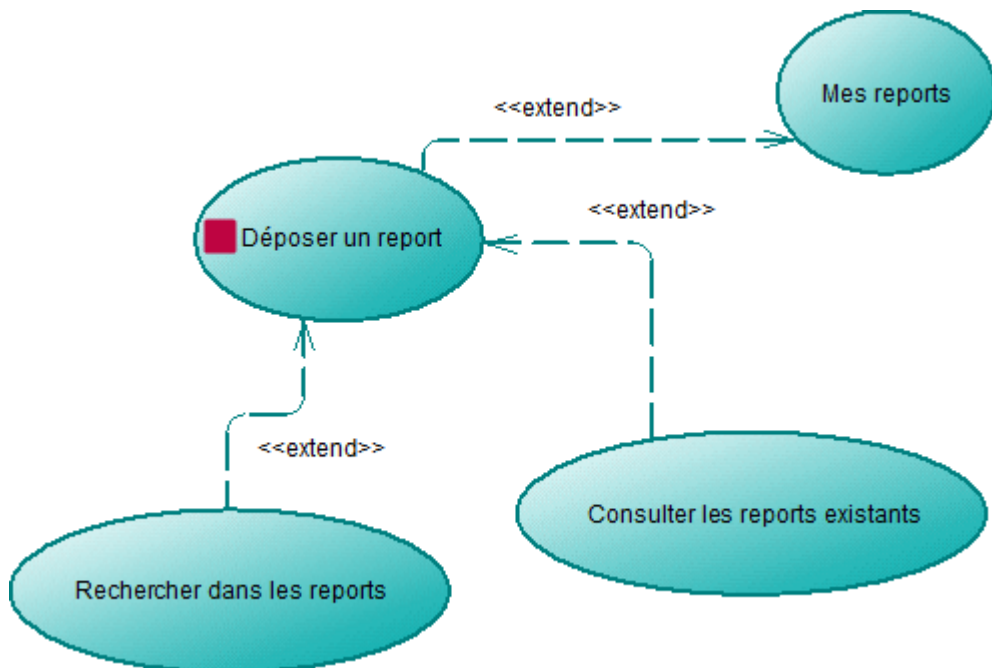 Mes reports
<<extend>>
<<extend>>
Déposer un report
<<extend>>
Consulter les reports existants
Rechercher dans les reports